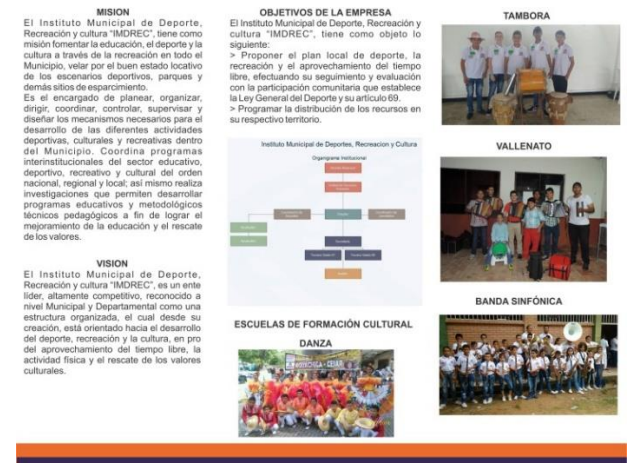 MISION
El Instituto Municipal de Deporte,
Recreación y cultura “IMDREC”, tiene como
misión fomentar la educación, el deporte y la
cultura a través de la recreación en todo el
Municipio, velar por el buen estado locativo
de los escenarios deportivos, parques y
demás sitios de esparcimiento.
Es el encargado de planear, organizar,
dirigir, coordinar, controlar, supervisar y
diseñar los mecanismos necesarios para el
desarrollo de las diferentes actividades
deportivas, culturales y recreativas dentro
del Municipio. Coordina programas
interinstitucionales del sector educativo,
deportivo, recreativo y cultural del orden
nacional, regional y local; así mismo realiza
investigaciones que permiten desarrollar
programas educativos y metodológicos
técnicos pedagógicos a fin de lograr el
mejoramiento de la educación y el rescate
de los valores.
VISION
El Instituto Municipal de Deporte,
Recreación y cultura “IMDREC”, es un ente
líder, altamente competitivo, reconocido a
nivel Municipal y Departamental como una
estructura organizada, el cual desde su
creación, está orientado hacia el desarrollo
del deporte, recreación y la cultura, en pro
del aprovechamiento del tiempo libre, la
actividad física y el rescate de los valores
culturales.
OBJETIVOS DE LA EMPRESA
El Instituto Municipal de Deporte, Recreación y
cultura “IMDREC”, tiene como objeto lo
siguiente:
> Proponer el plan local de deporte, la
recreación y el aprovechamiento del tiempo
libre, efectuando su seguimiento y evaluación
con la participación comunitaria que establece
la Ley General del Deporte y su articulo 69.
> Programar la distribución de los recursos en
su respectivo territorio.
Instituto Municipal de Deportes, Recreacion y Cultura
Organigrama Institucional
ESCUELAS DE FORMACIÓN CULTURAL
DANZA
TAMBORA
VALLENATO
BANDA SINFÓNICA